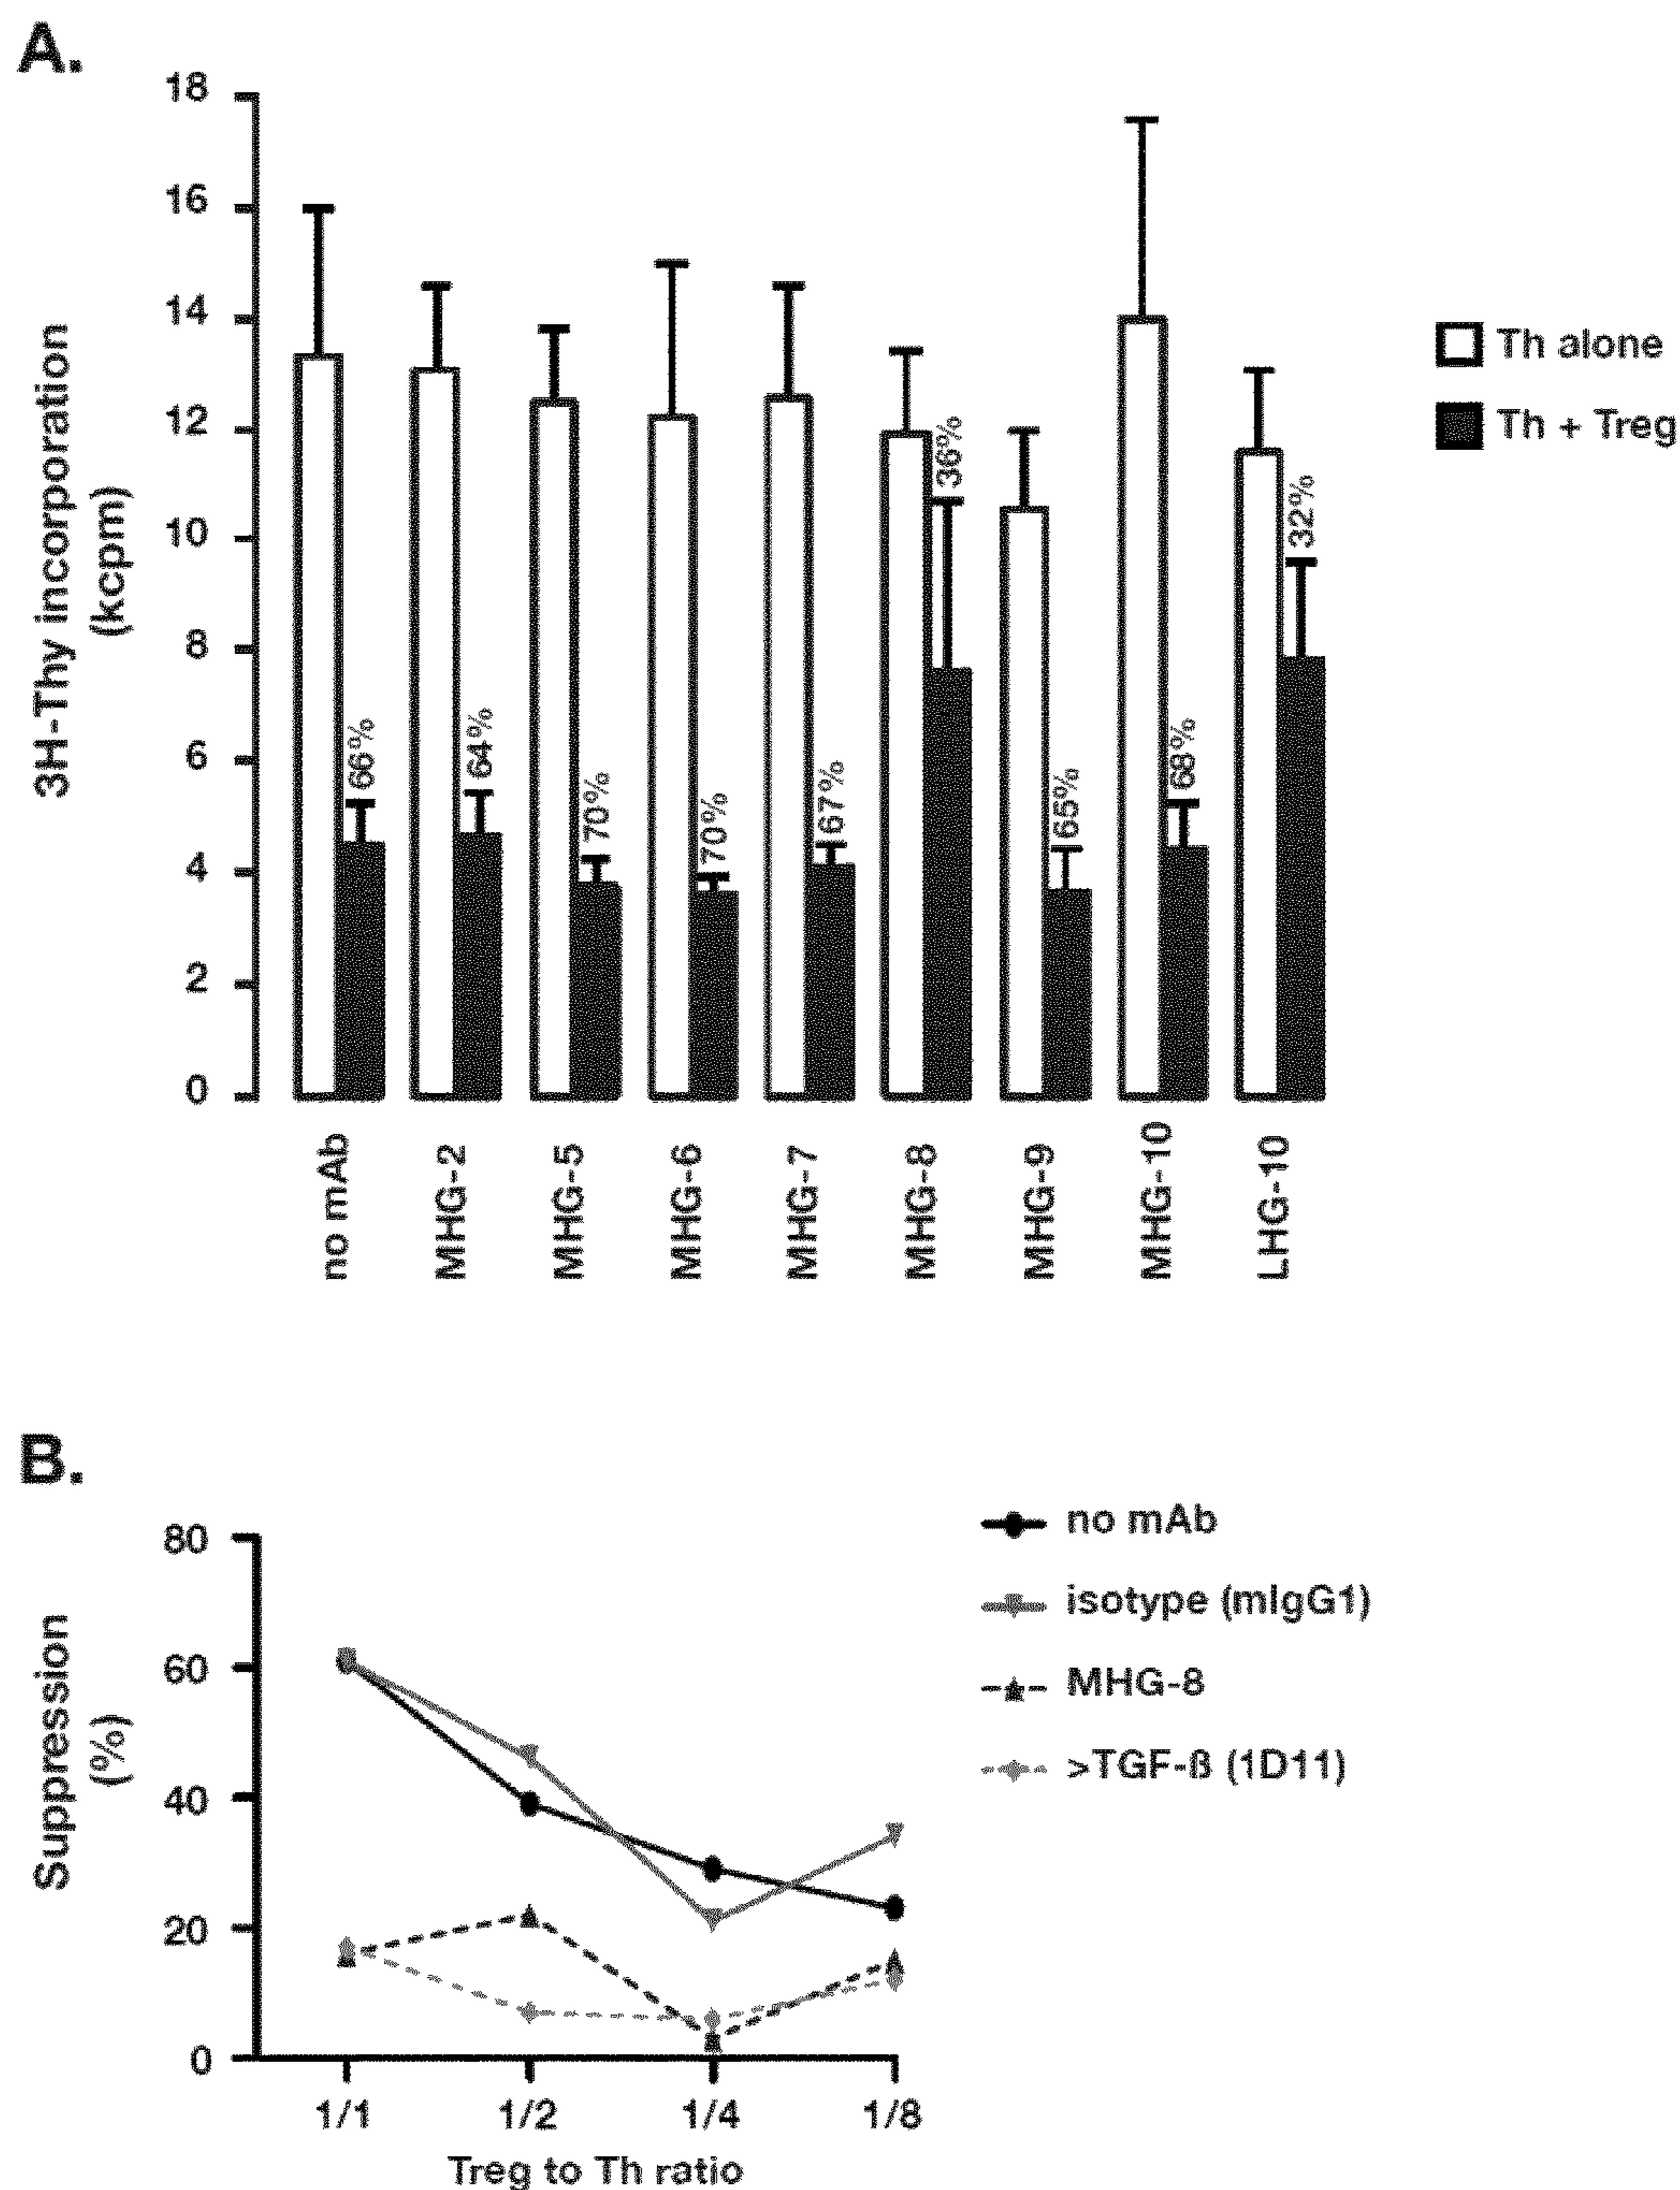 A.
18
16
14
12
10
8
6
4
2
0
3H-Thy incorporation
(kcpm)
66%
64%
70%
70%
67%
36%
65%
68%
32%
Th alone
Th + Treg
no mAb
MHG-2
MHG-5
MHG-6
MHG-7
MHG-8
MHG-9
MHG-10
LHG-10
B.
80
60
40
20
0
Suppression
(%)
no mAb
isotype (mIgG1)
MHG-8
>TGF-ß (1D11)
1/1 1/2 1/4 1/8
Treg to Th ratio